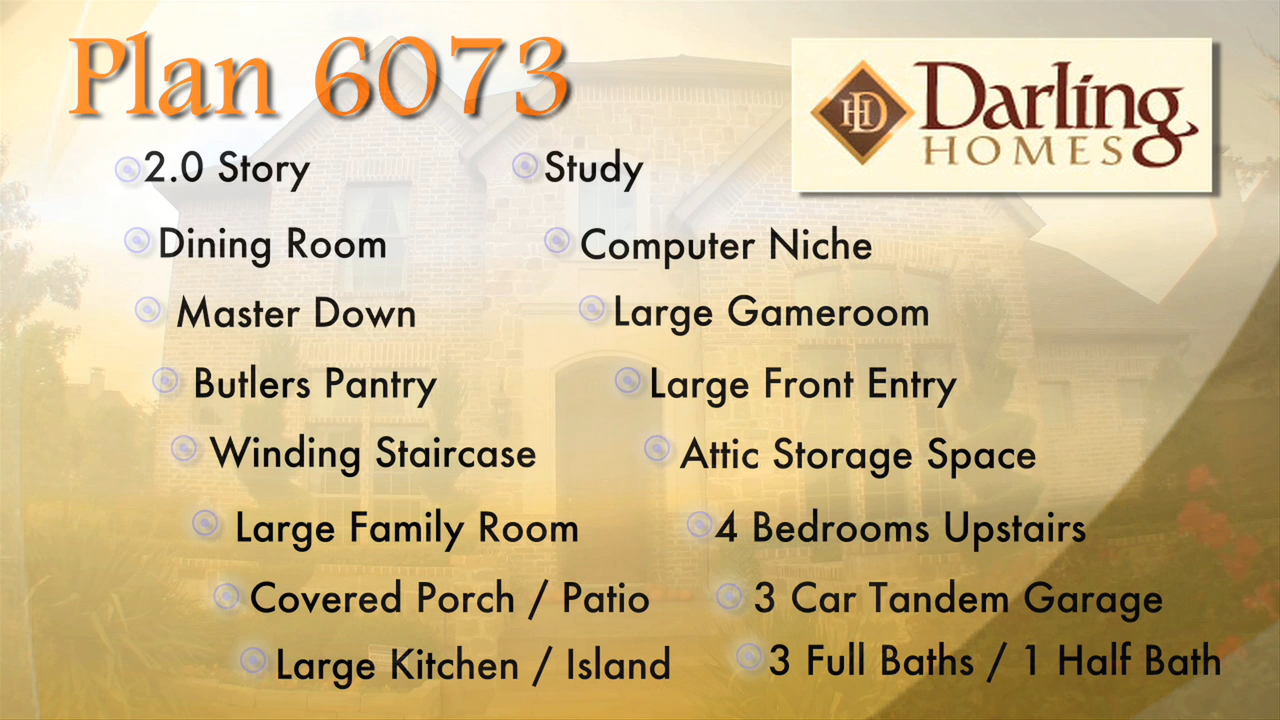 Plan 6073
HD
Darling
HOMES
2.0 Story
Dining Room
Master Down
Butlers Pantry
Winding Staircase
Large Family Room
Covered Porch / Patio
Large Kitchen / Island
Study
Computer Niche
Large Gameroom
Large Front Entry
Attic Storage Space
4 Bedrooms Upstairs
3 Car Tandem Garage
3 Full Baths / 1 Half Bath